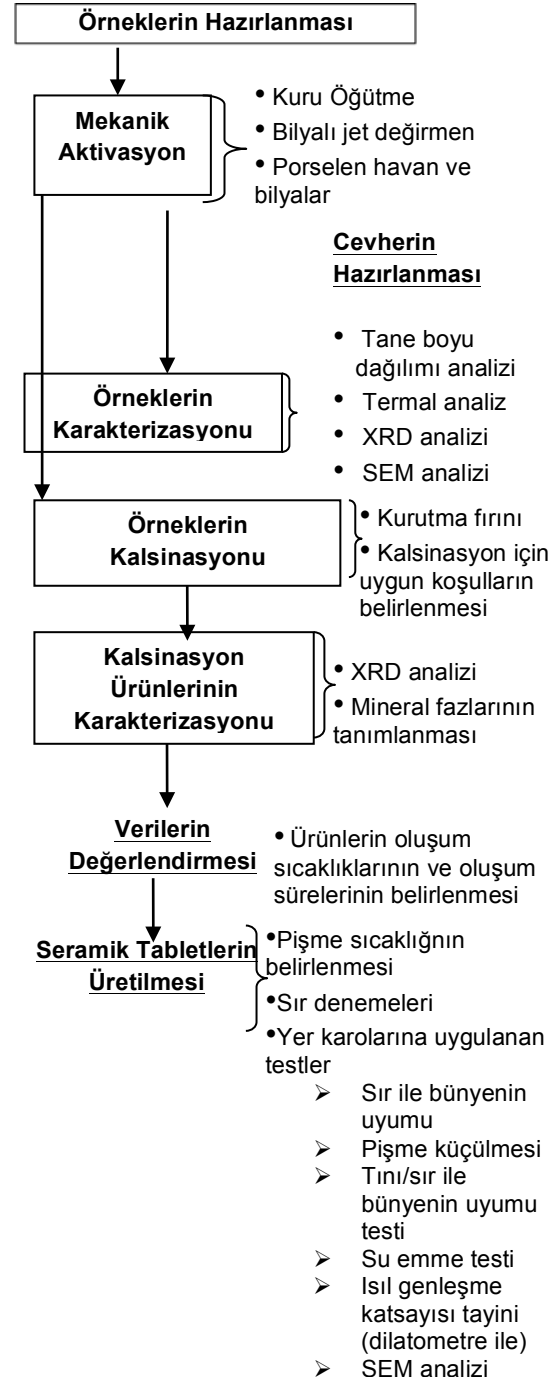 Örneklerin Hazırlanması
Mekanik
Aktivasyon
• Kuru Öğütme
• Bilyalı jet değirmen
• Porselen havan ve
bilyalar
Cevherin
Hazırlanması
• Tane boyu
dağılımı analizi
• Termal analiz
• XRD analizi
• SEM analizi
Örneklerin
Karakterizasyonu
Örneklerin
Kalsinasyonu
• Kurutma fırını
• Kalsinasyon için
uygun koşulların
belirlenmesi
Kalsinasyon
Ürünlerinin
Karakterizasyonu
• XRD analizi
• Mineral fazlarının
tanımlanması
Verilerin
Değerlendirmesi
• Ürünlerin oluşum
sıcaklıklarının ve oluşum
sürelerinin belirlenmesi
Seramik Tabletlerin
Üretilmesi
•Pişme sıcaklığnın
belirlenmesi
•Sır denemeleri
•Yer karolarına uygulanan
testler
➢ Sır ile bünyenin
uyumu
➢ Pişme küçülmesi
➢ Tını/sır ile
bünyenin uyumu
testi
➢ Su emme testi
➢ Isıl genleşme
katsayısı tayini
(dilatometre ile)
➢ SEM analizi